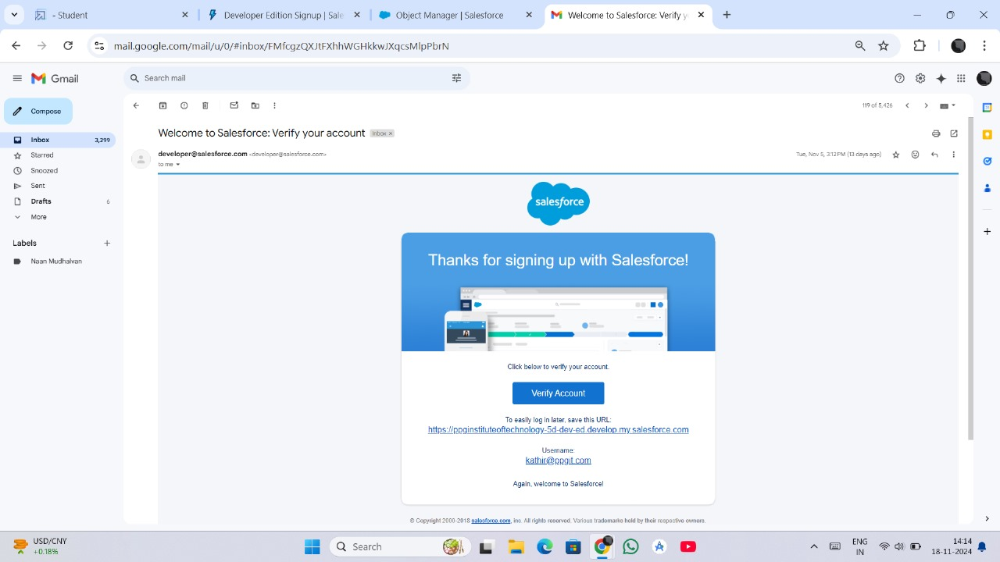 - Student
Developer Editon Signup | Sale
Object Manager | Salesforce
Welcome to Salesforce: Verify y
mail.google.com/mail/u/0/#inbox/FMfcgzQXJtFXhhWGHkkwJXqcsMlpPbrN
Gmail
Search mail
Compose
119 of 5,426
Welcome to Salesforce: Verify your account
Inbox ×
Inbox 3,299
Starred
Snoozed
Sent
Drafts 6
More
Labels
Naan Mudhalvan
developer@salesforce.com <developer@salesforce.com>
Tue, Nov 5, 3:12 PM (13 days ago)
to me
salesforce
Thanks for signing up with Salesforce!
Click below to verify your account.
Verify Account
To easily log in later, save this URL:
https://ppginstituteoftechnology-5d-dev-ed.develop.my.salesforce.com
Username:
kathir@ppgit.com
Again, welcome to Salesforce!
© Copyright 2000-2018 salesforce.com, inc. All rights reserved. Various trademarks held by their respective owners.
USD/CNY
+0.18%
Search
ENG
IN
14:14
18-11-2024